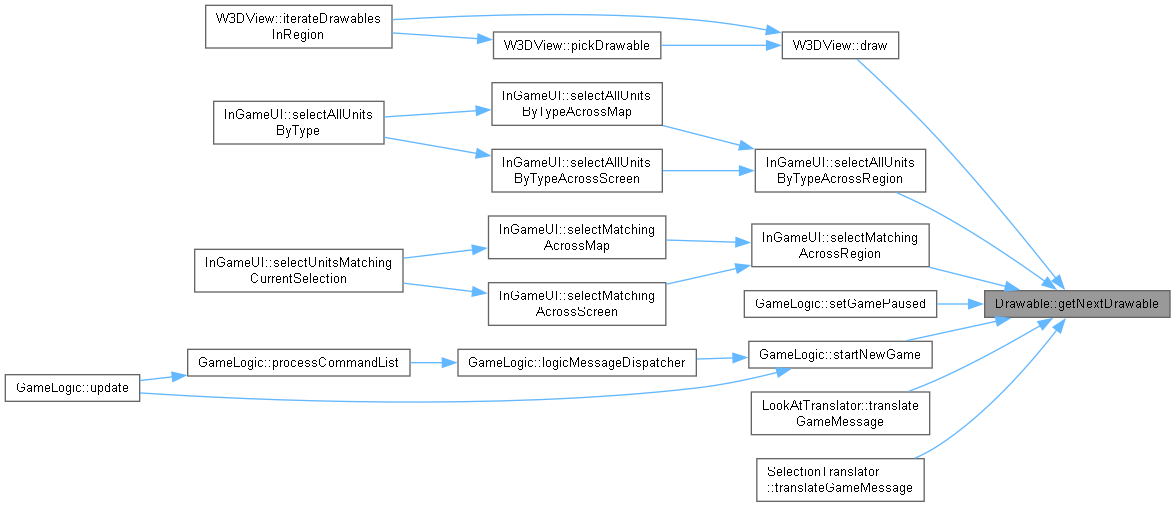 W3DView::iterateDrawables
InRegion
W3DView::pickDrawable
W3DView::draw
InGameUI::selectAllUnits
ByType
InGameUI::selectAllUnits
ByTypeAcrossMap
InGameUI::selectAllUnits
ByTypeAcrossScreen
InGameUI::selectAllUnits
ByTypeAcrossRegion
InGameUI::selectUnitsMatching
CurrentSelection
InGameUI::selectMatching
AcrossMap
InGameUI::selectMatching
AcrossScreen
InGameUI::selectMatching
AcrossRegion
GameLogic::setGamePaused
Drawable::getNextDrawable
GameLogic::update
GameLogic::processCommandList
GameLogic::logicMessageDispatcher
GameLogic::startNewGame
LookAtTranslator::translate
GameMessage
SelectionTranslator
::translateGameMessage